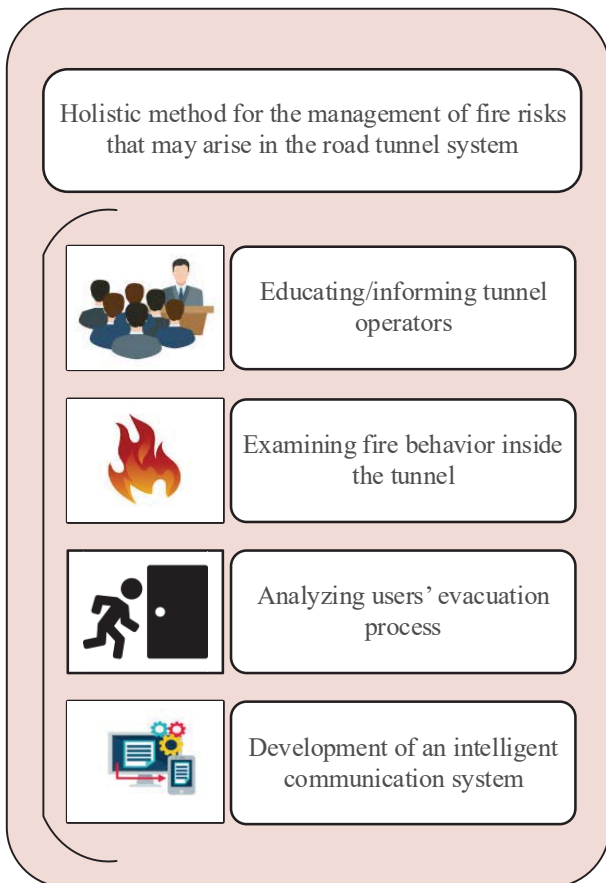 Holistic method for the management of fire risks
that may arise in the road tunnel system
Educating/informing tunnel
operators
Examining fire behavior inside
the tunnel
Analyzing users’ evacuation
process
Development of an intelligent
communication system